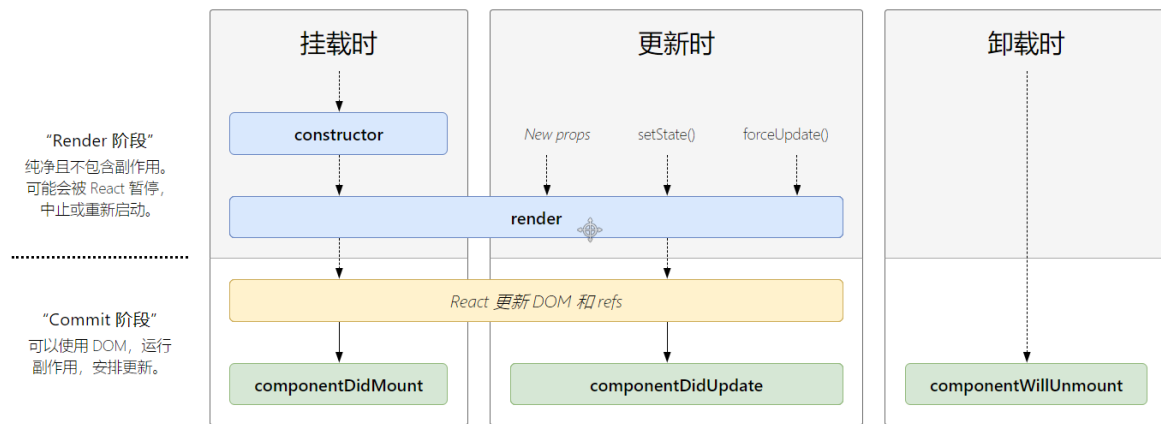 挂载时
更新时
卸载时
“Render 阶段”
纯净且不包含副作用。
可能会被 React 暂停，
中止或重新启动。
constructor
New props
setState()
forceUpdate()
render
“Commit 阶段”
可以使用 DOM，运行
副作用，安排更新。
React 更新 DOM 和 refs
componentDidMount
componentDidUpdate
componentWillUnmount